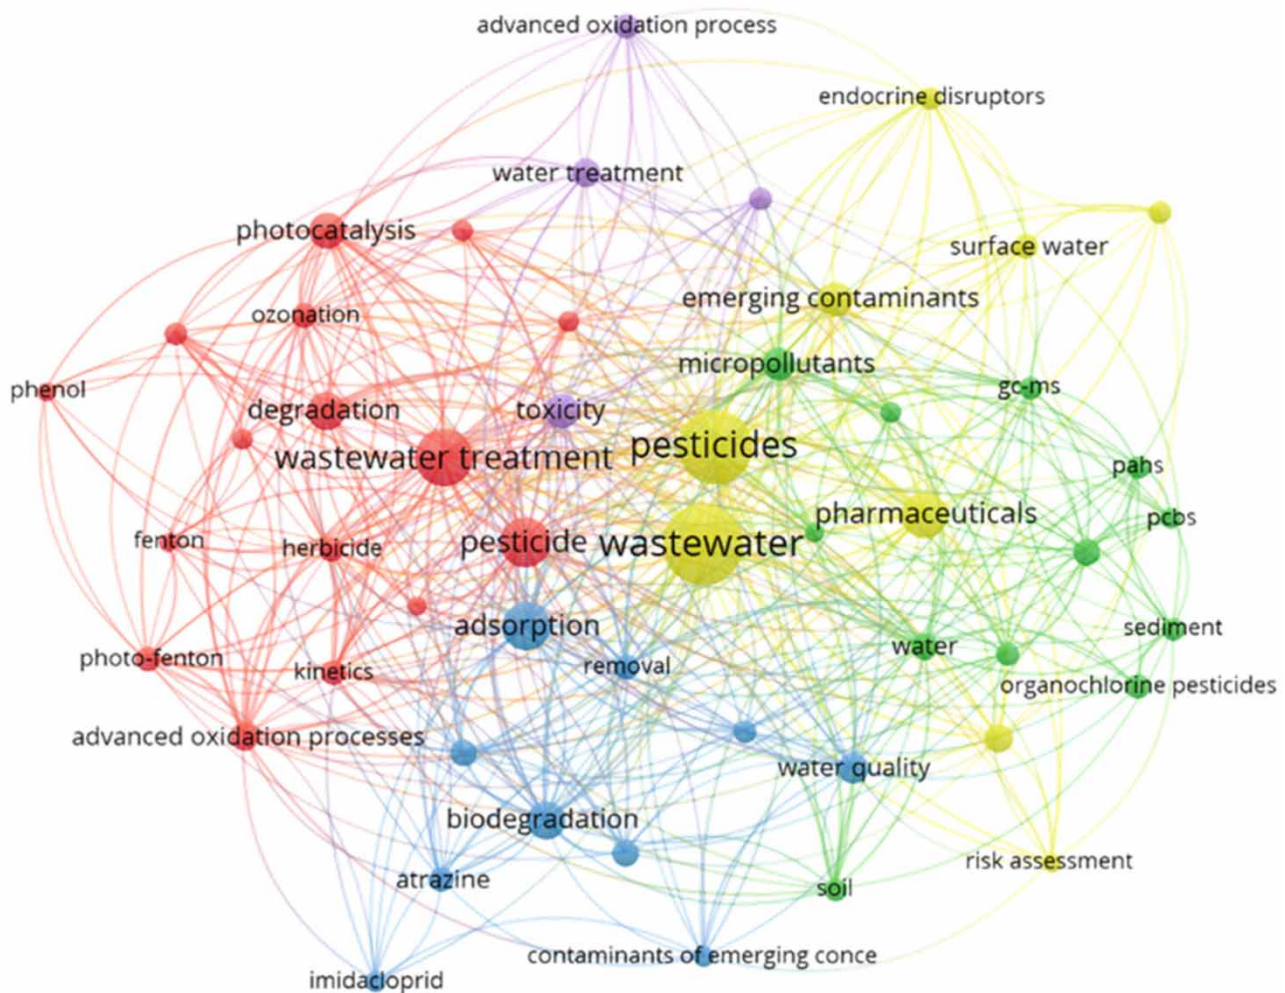 advanced oxidation process
endocrine disruptors
water treatment
photocatalysis
surface water
emerging contaminants
ozonation
micropollutants
phenol
gc-ms
degradation
toxicity
pesticides
wastewater treatment
pahs
pharmaceuticals
pcbs
fenton
herbicide
pesticide
wastewater
adsorption
sediment
water
photo-fenton
kinetics
removal
organochlorine pesticides
advanced oxidation processes
water quality
biodegradation
risk assessment
atrazine
soil
contaminants of emerging conce
imidacloprid